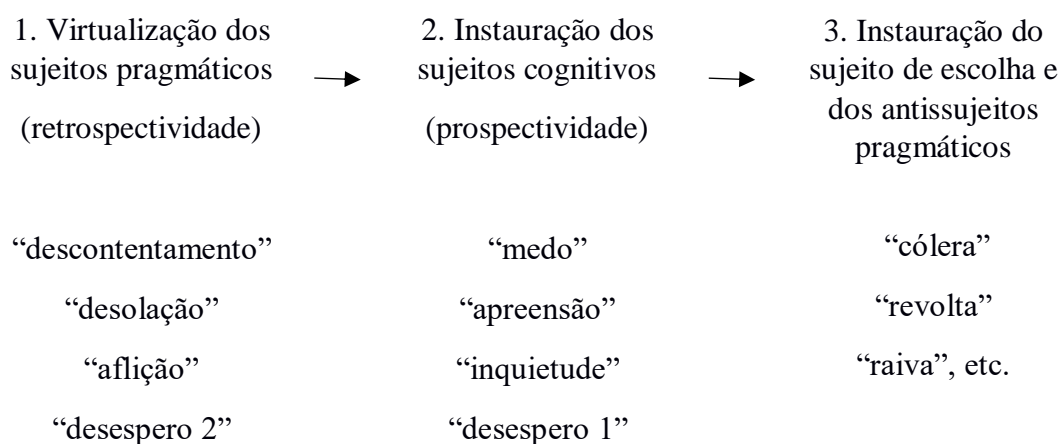 1. Virtualização dos
sujeitos pragmáticos
(retrospectividade)
2. Instauração dos
sujeitos cognitivos
(prospectividade)
3. Instauração do
sujeito de escolha e
dos antissujeitos
pragmáticos
“descontentamento”
“desolação”
“aflição”
“desespero 2”
“medo”
“apreensão”
“inquietude”
“desespero 1”
“cólera”
“revolta”
“raiva”, etc.